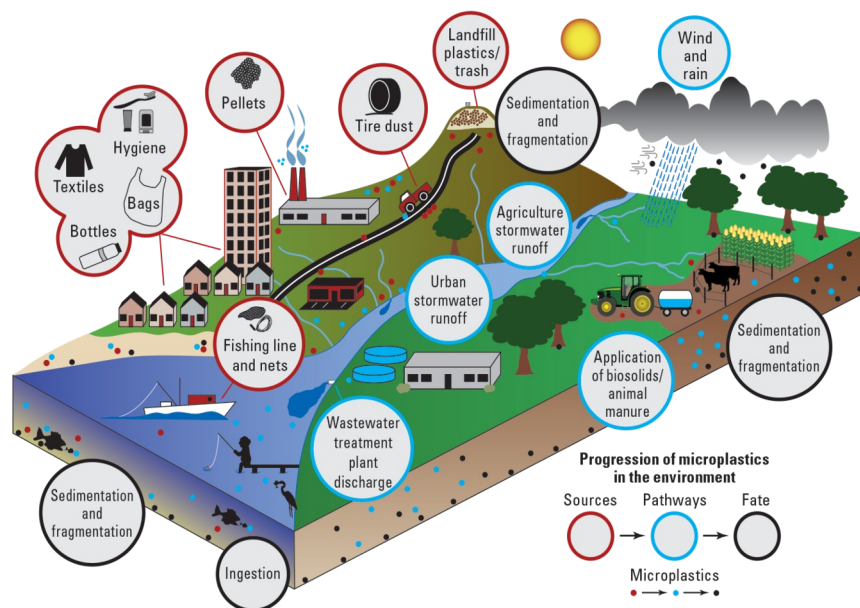 Landfill
plastics/
trash
Wind
and
rain
Pellets
Tire dust
Sedimentation
and
fragmentation
Hygiene
Textiles
Bags
Bottles
Agriculture
stormwater
runoff
Urban
stormwater
runoff
Fishing line
and nets
Sedimentation
and
fragmentation
Application
of biosolids/
animal
manure
Wastewater
treatment
plant
discharge
Sedimentation
and
fragmentation
Ingestion
Progression of microplastics
in the environment
Sources Pathways Fate
Microplastics